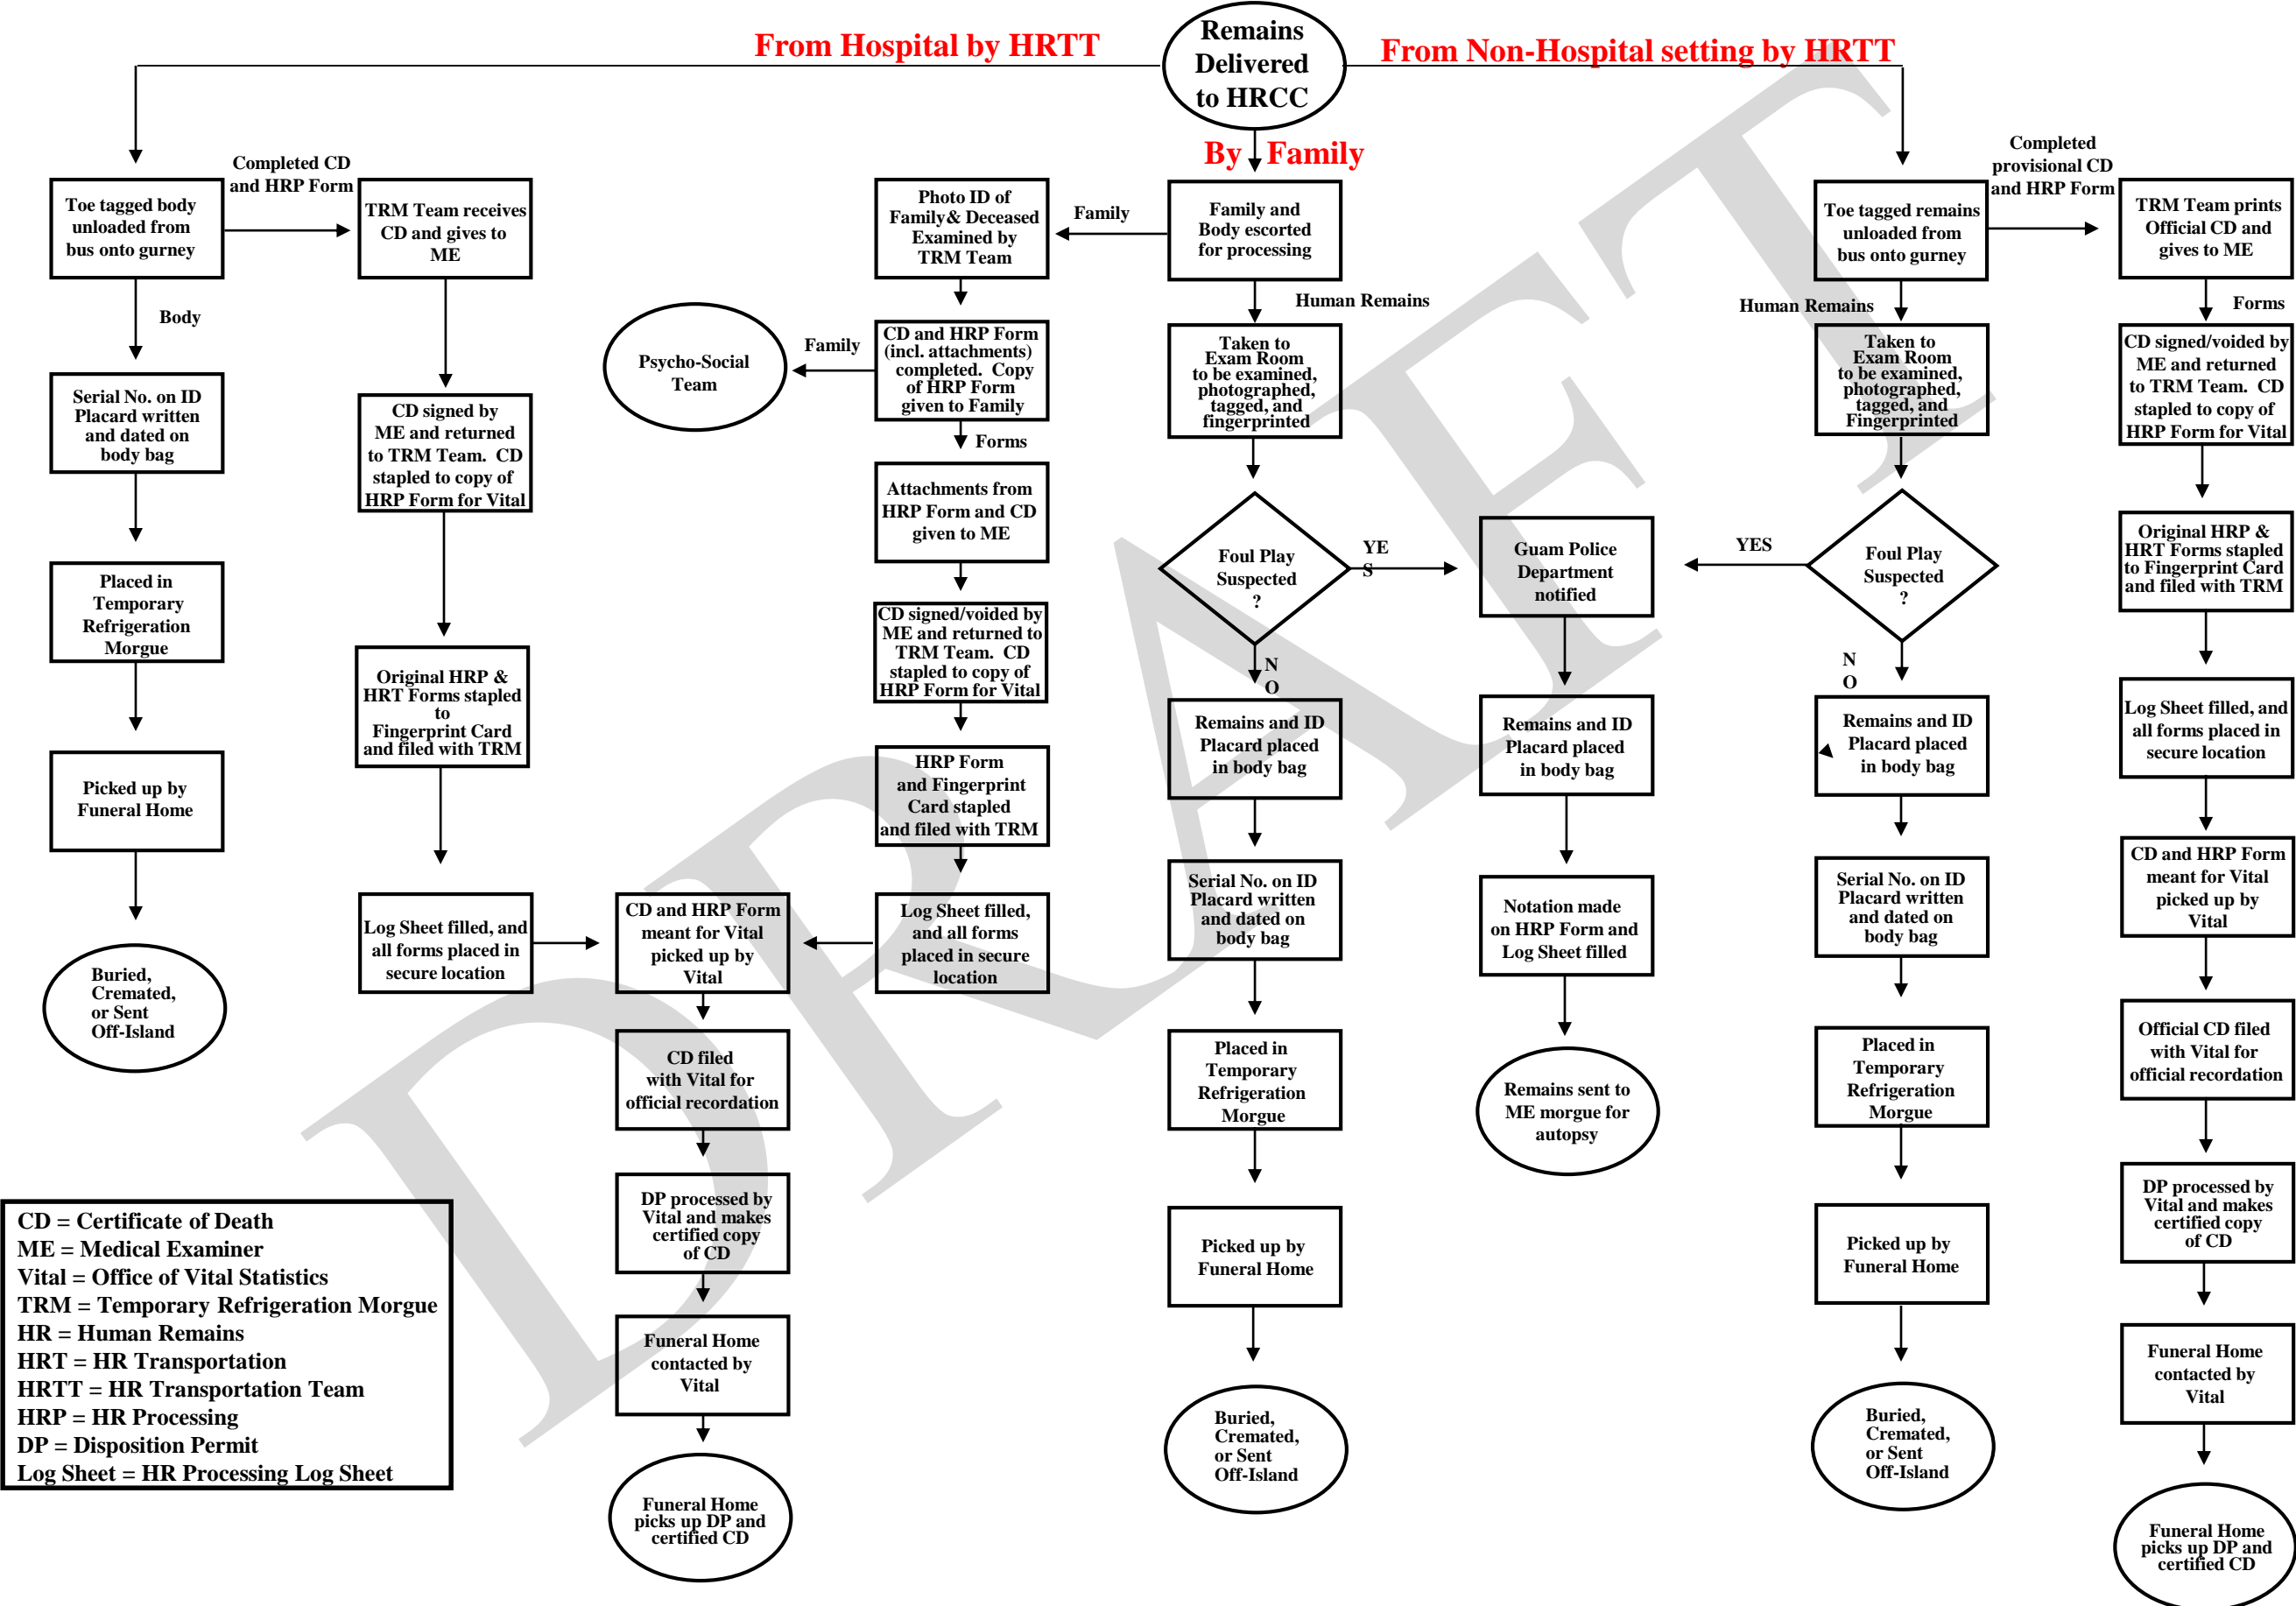 Remains
Delivered
to HRCC
From Hospital by HRTT
From Non-Hospital setting by HRTT
By Family
Toe tagged body
unloaded from
bus onto gurney
Completed CD
and HRP Form
TRM Team receives
CD and gives to
ME
Body
Serial No. on ID
Placard written
and dated on
body bag
Placed in
Temporary
Refrigeration
Morgue
Picked up by
Funeral Home
Buried,
Cremated,
or Sent
Off-Island
CD signed by
ME and returned
to TRM Team. CD
stapled to copy of
HRP Form for Vital
Original HRP &
HRT Forms stapled
to
Fingerprint Card
and filed with TRM
Log Sheet filled, and
all forms placed in
secure location
Photo ID of
Family& Deceased
Examined by
TRM Team
Family
Family and
Body escorted
for processing
Psycho-Social
Team
Family
CD and HRP Form
(incl. attachments)
completed. Copy
of HRP Form
given to Family
Forms
Attachments from
HRP Form and CD
given to ME
CD signed/voided by
ME and returned to
TRM Team. CD
stapled to copy of
HRP Form for Vital
HRP Form
and Fingerprint
Card stapled
and filed with TRM
Log Sheet filled,
and all forms
placed in secure
location
CD and HRP Form
meant for Vital
picked up by
Vital
CD filed
with Vital for
official recordation
DP processed by
Vital and makes
certified copy
of CD
Funeral Home
contacted by
Vital
Funeral Home
picks up DP and
certified CD
Human Remains
Taken to
Exam Room
to be examined,
photographed,
tagged, and
fingerprinted
Foul Play
Suspected
?
YE
S
N
O
Remains and ID
Placard placed
in body bag
Serial No. on ID
Placard written
and dated on
body bag
Placed in
Temporary
Refrigeration
Morgue
Picked up by
Funeral Home
Buried,
Cremated,
or Sent
Off-Island
Guam Police
Department
notified
Remains and ID
Placard placed
in body bag
Notation made
on HRP Form and
Log Sheet filled
Remains sent to
ME morgue for
autopsy
Toe tagged remains
unloaded from
bus onto gurney
Human Remains
Taken to
Exam Room
to be examined,
photographed,
tagged, and
Fingerprinted
YES
Foul Play
Suspected
?
N
O
Remains and ID
Placard placed
in body bag
Serial No. on ID
Placard written
and dated on
body bag
Placed in
Temporary
Refrigeration
Morgue
Picked up by
Funeral Home
Buried,
Cremated,
or Sent
Off-Island
Completed
provisional CD
and HRP Form
TRM Team prints
Official CD and
gives to ME
Forms
CD signed/voided by
ME and returned
to TRM Team. CD
stapled to copy of
HRP Form for Vital
Original HRP &
HRT Forms stapled
to Fingerprint Card
and filed with TRM
Log Sheet filled, and
all forms placed in
secure location
CD and HRP Form
meant for Vital
picked up by
Vital
Official CD filed
with Vital for
official recordation
DP processed by
Vital and makes
certified copy
of CD
Funeral Home
contacted by
Vital
Funeral Home
picks up DP and
certified CD
CD = Certificate of Death
ME = Medical Examiner
Vital = Office of Vital Statistics
TRM = Temporary Refrigeration Morgue
HR = Human Remains
HRT = HR Transportation
HRTT = HR Transportation Team
HRP = HR Processing
DP = Disposition Permit
Log Sheet = HR Processing Log Sheet
DRAFT